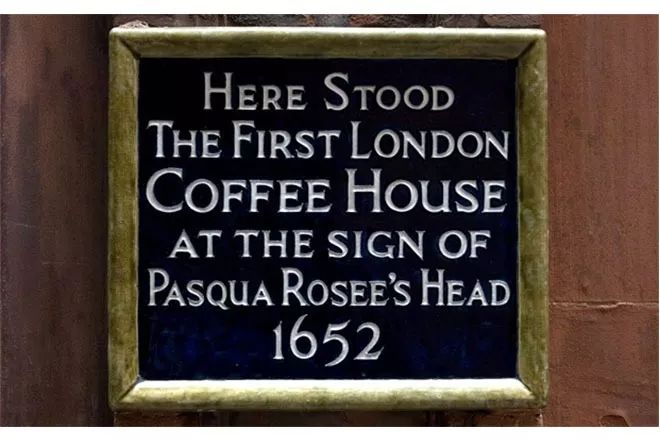 Here Stood
The First London
Coffee House
at the sign of
Pasqua Rosee's Head
1652